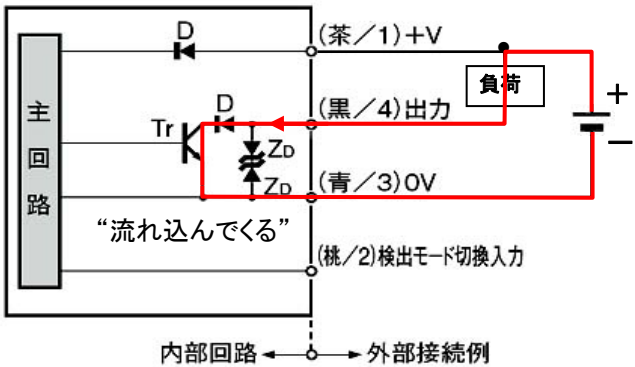 D
(茶／1)+V
負荷
+
−
D
(黒／4)出力
主回路
Tr
ZD
ZD
(青／3)0V
“流れ込んでくる”
(桃／2)検出モード切換入力
内部回路
外部接続例